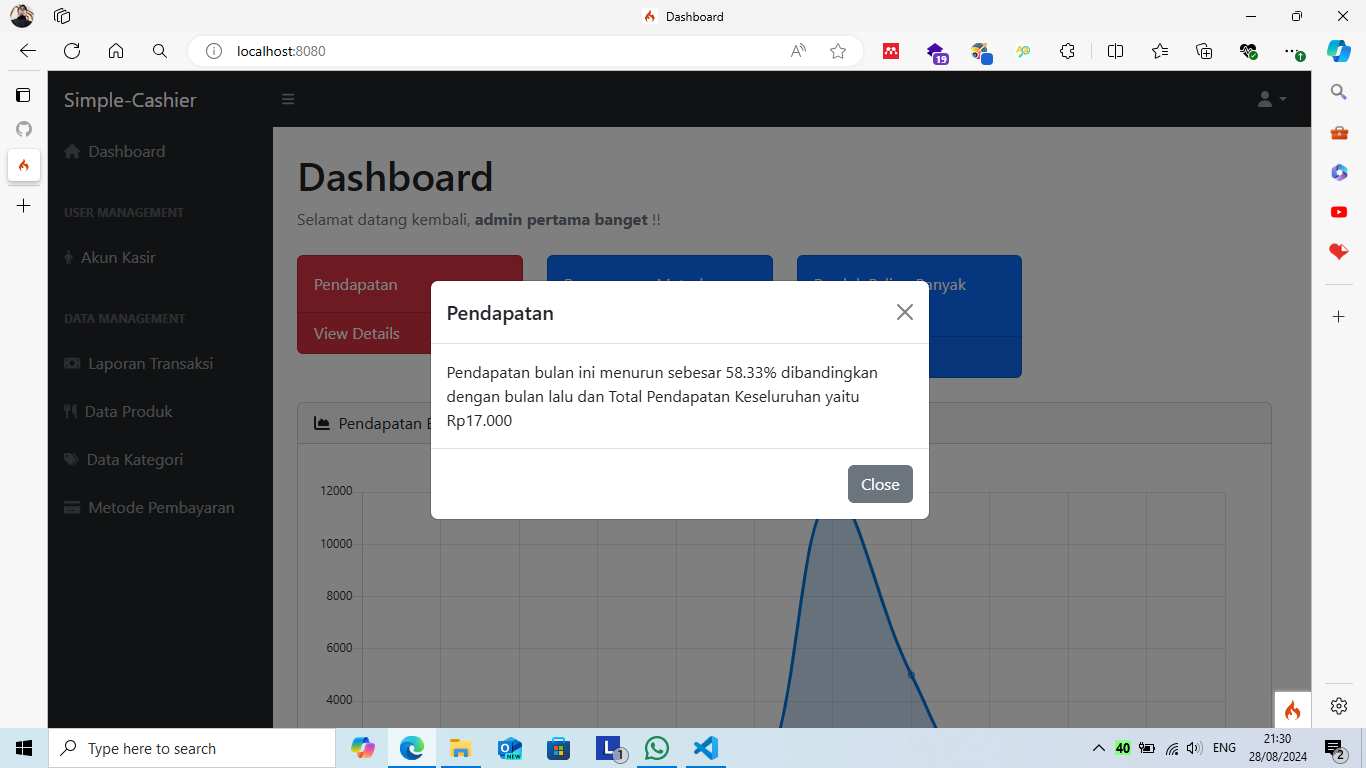 Dashboard
localhost:8080
19
Simple-Cashier
Dashboard
USER MANAGEMENT
Akun Kasir
DATA MANAGEMENT
Laporan Transaksi
Data Produk
Data Kategori
Metode Pembayaran
Dashboard
Selamat datang kembali, admin pertama banget !!
Pendapatan
View Details
Banyak
Pendapatan
Pendapatan bulan ini menurun sebesar 58.33% dibandingkan
dengan bulan lalu dan Total Pendapatan Keseluruhan yaitu
Rp17.000
Close
Pendapatan
12000
10000
8000
6000
4000
Type here to search
NEW
L
1
40
ENG
21:30
28/08/2024
2